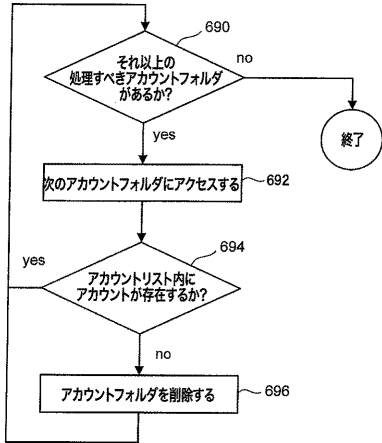 690
それ以上の
処理すべきアカウントフォルダ
があるか?
no
yes
終了
次のアカウントフォルダにアクセスする
692
694
yes
アカウントリスト内に
アカウントが存在するか?
no
アカウントフォルダを削除する
696